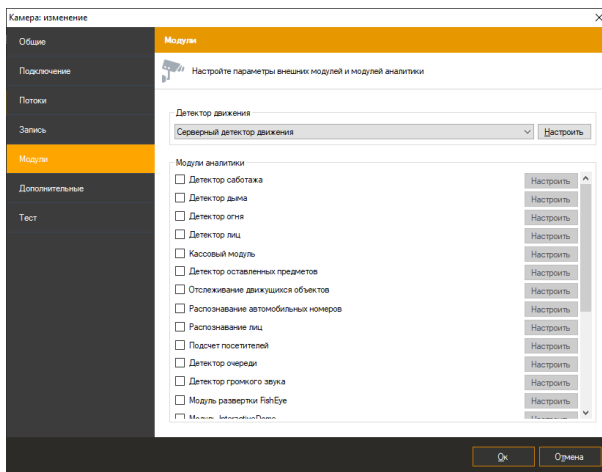 Камера: изменение
Общие
Подключение
Потоки
Запись
Модули
Дополнительные
Тест
Модули
Настройте параметры внешних модулей и модулей аналитики
Детектор движения
Серверный детектор движения
Настроить
Модули аналитики
Детектор саботажа Настроить
Детектор дыма Настроить
Детектор огня Настроить
Детектор лиц Настроить
Кассовый модуль Настроить
Детектор оставленных предметов Настроить
Отслеживание движущихся объектов Настроить
Распознавание автомобильных номеров Настроить
Распознавание лиц Настроить
Подсчет посетителей Настроить
Детектор очереди Настроить
Детектор громкого звука Настроить
Модуль развертки FishEye Настроить
Модуль InteractiveDemo Настроить
Ок
Отмена